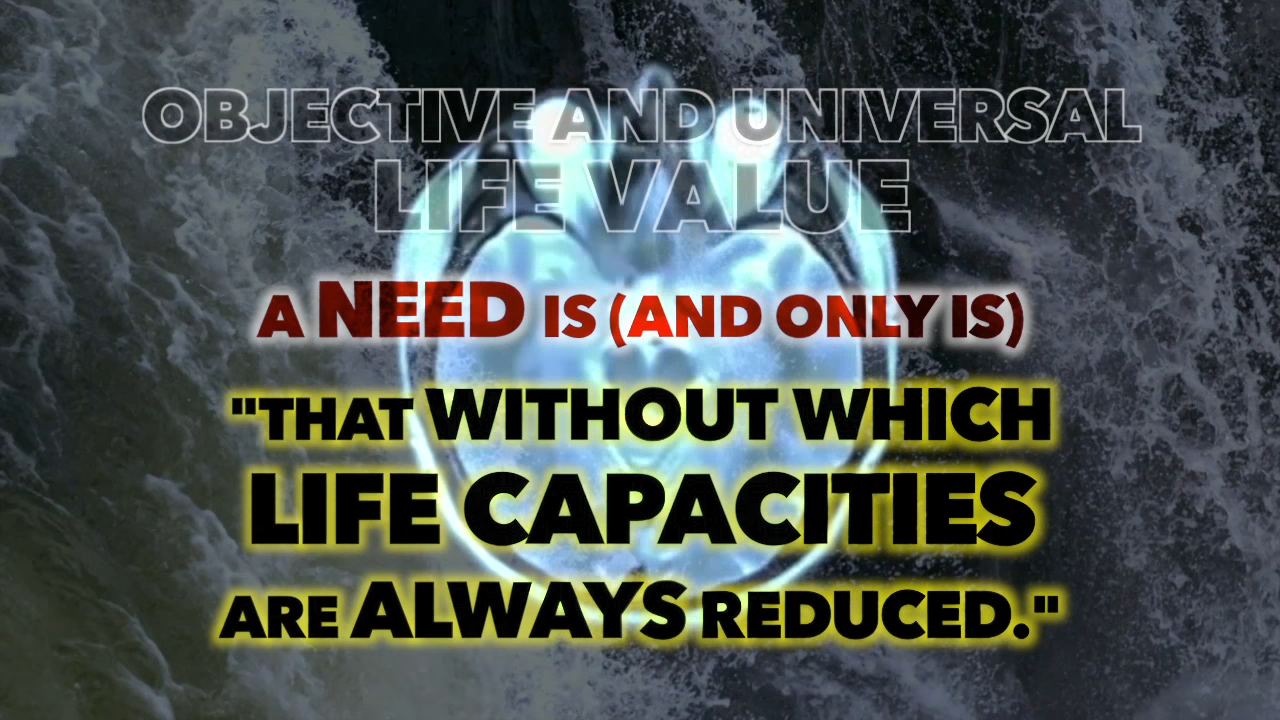 OBJECTIVE AND UNIVERSAL
LIFE VALUE
A NEED IS (AND ONLY IS)
"THAT WITHOUT WHICH
LIFE CAPACITIES
ARE ALWAYS REDUCED."